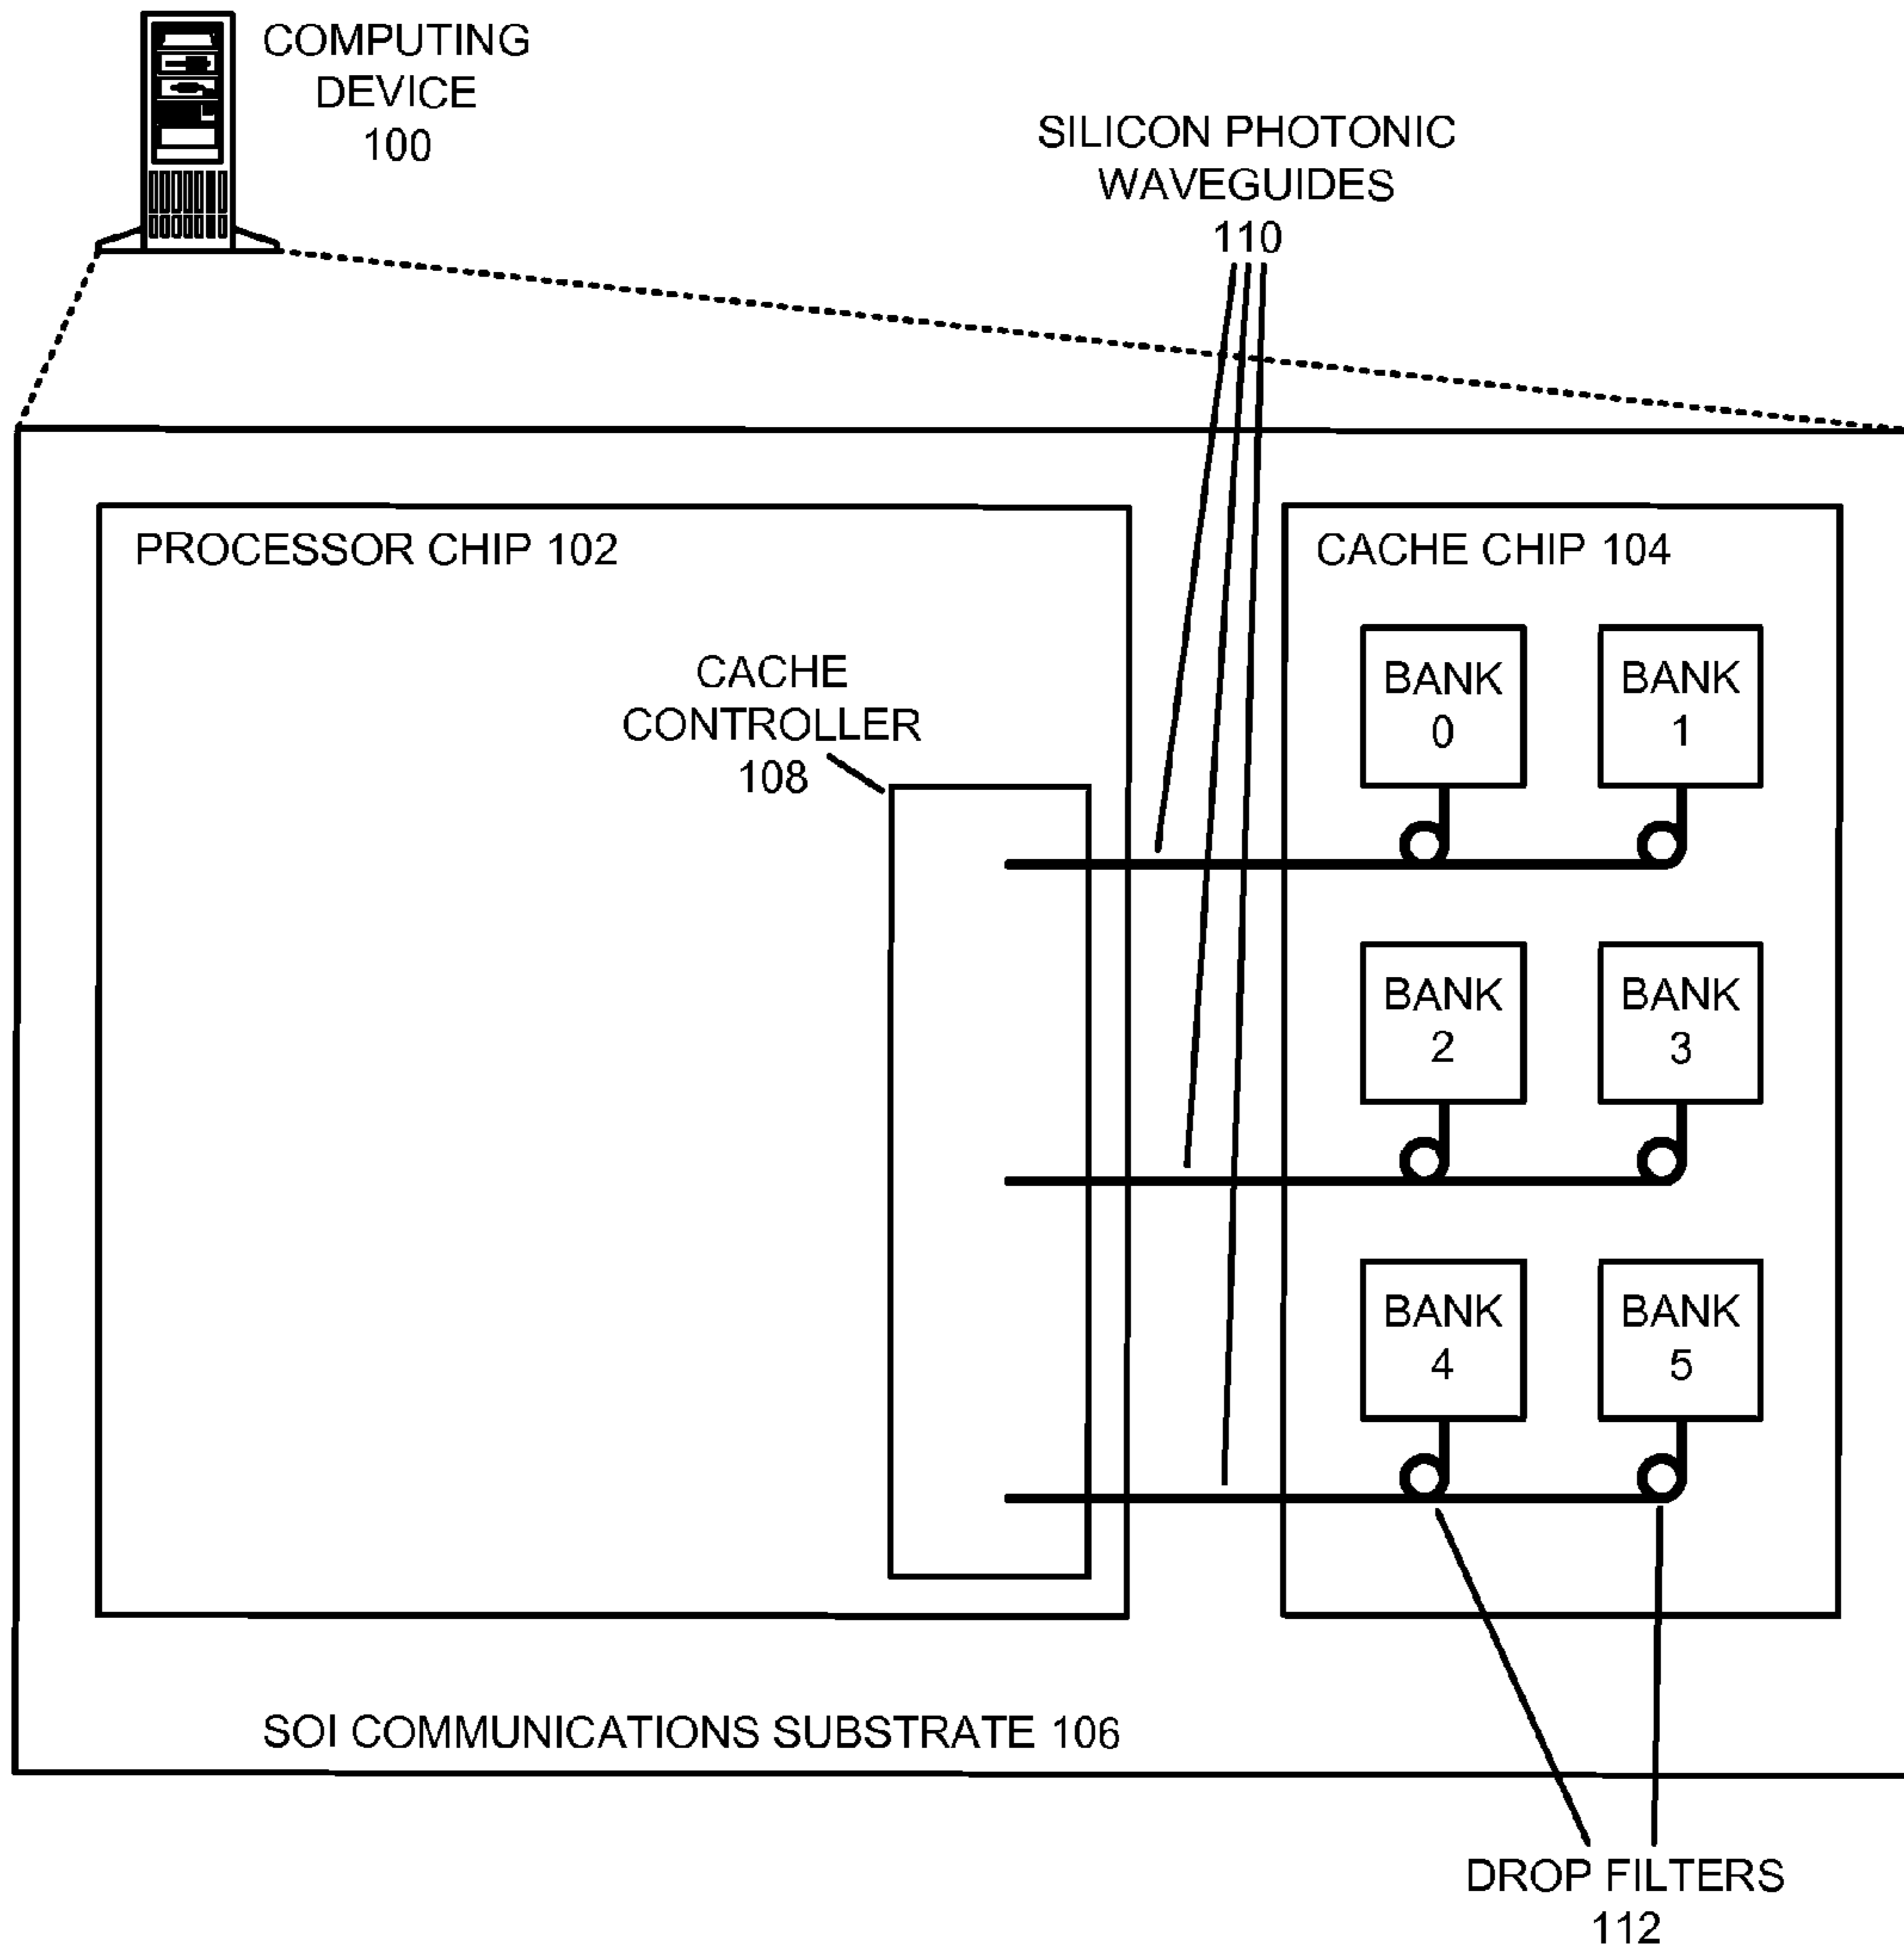 COMPUTING
DEVICE
100
SILICON PHOTONIC
WAVEGUIDES
110
PROCESSOR CHIP 102
CACHE CHIP 104
CACHE
CONTROLLER
108
BANK
0
BANK
1
BANK
2
BANK
3
BANK
4
BANK
5
SOI COMMUNICATIONS SUBSTRATE 106
DROP FILTERS
112